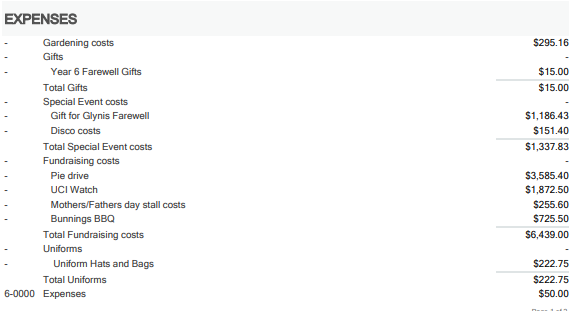 EXPENSES
- Gardening costs $295.16
- Gifts -
- Year 6 Farewell Gifts $15.00
Total Gifts $15.00
- Special Event costs -
- Gift for Glynis Farewell $1,186.43
- Disco costs $151.40
Total Special Event costs $1,337.83
- Fundraising costs -
- Pie drive $3,585.40
- UCI Watch $1,872.50
- Mothers/Fathers day stall costs $255.60
- Bunnings BBQ $725.50
Total Fundraising costs $6,439.00
- Uniforms -
- Uniform Hats and Bags $222.75
Total Uniforms $222.75
6-0000 Expenses $50.00